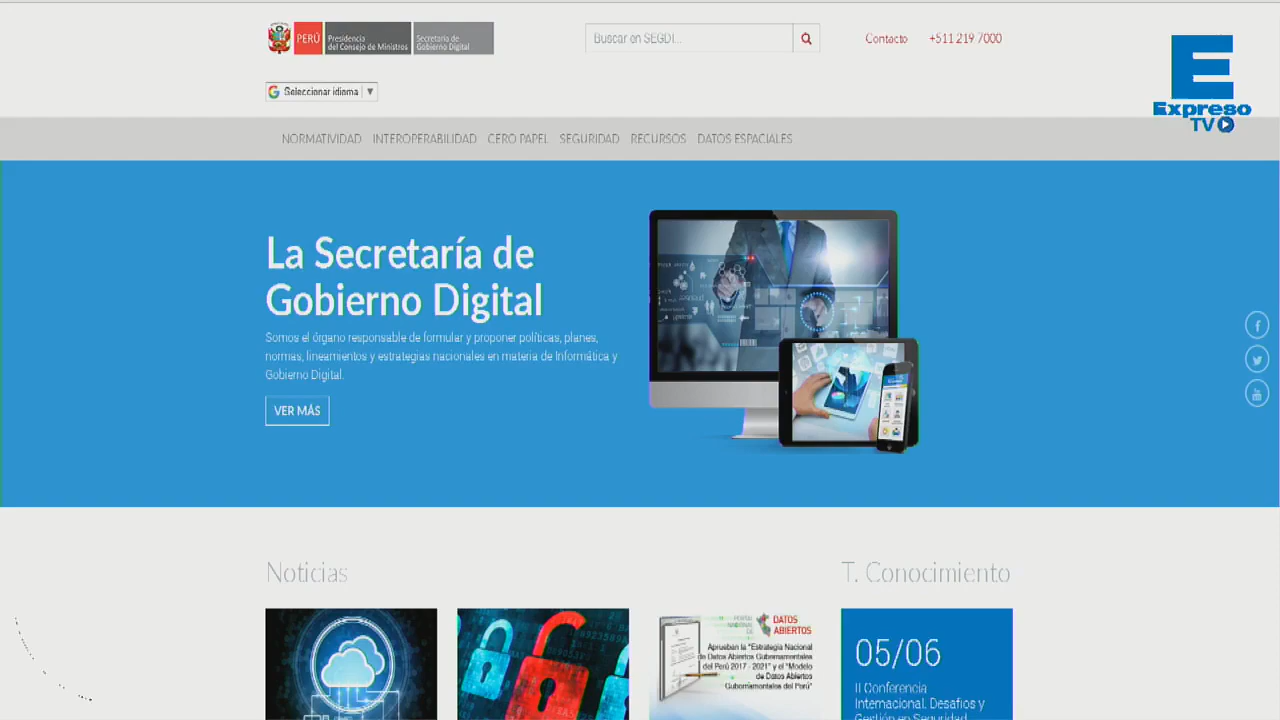 PERÚ
Presidencia
del Consejo de Ministros
Secretaría de
Gobierno Digital
Buscar en SEGDI...
Contacto
+511 219 7000
Expreso
TV
Seleccionar idioma
NORMATIVIDAD INTEROPERABILIDAD CERO PAPEL SEGURIDAD RECURSOS DATOS ESPACIALES
La Secretaría de
Gobierno Digital
Somos el órgano responsable de formular y proponer políticas, planes,
normas, lineamientos y estrategias nacionales en materia de Informática y
Gobierno Digital.
VER MÁS
Noticias
T. Conocimiento
PORTAL
NACIONAL
DE
DATOS
ABIERTOS
Aprueban la "Estrategia Nacional
de Datos Abiertos Gubernamentales
del Perú 2017 - 2021" y el "Modelo
de Datos Abiertos
Gubernamentales del Perú"
05/06
II Conferencia
Internacional. Desafíos y
Gestión en Seguridad